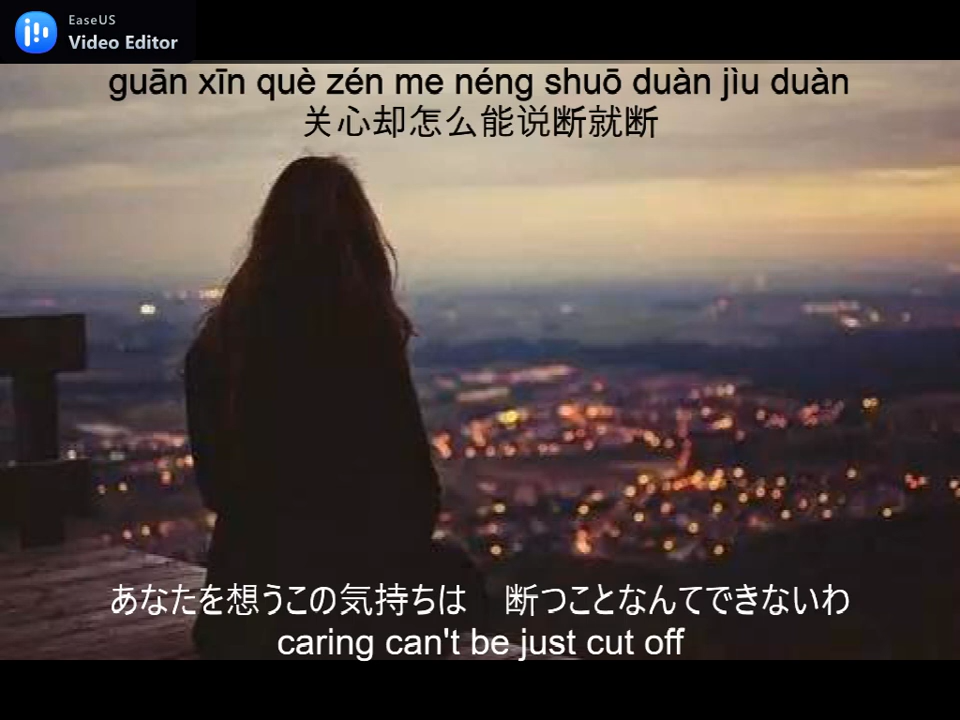 EaseUS
Video Editor
guān xīn què zén me néng shuō duàn jìu duàn
关心却怎么能说断就断
あなたを想うこの気持ちは　断つことなんてできないわ
caring can't be just cut off